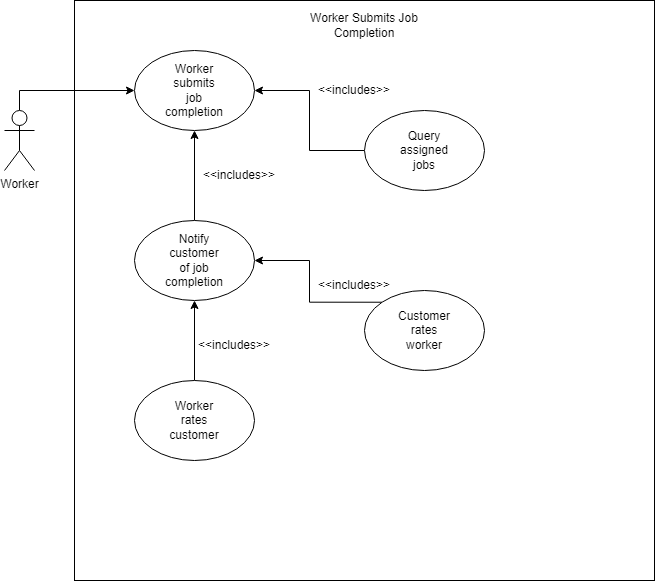 Worker Submits Job
Completion
Worker
submits
job
completion
<<includes>>
Query
assigned
jobs
Worker
<<includes>>
Notify
customer
of job
completion
<<includes>>
Customer
rates
worker
<<includes>>
Worker
rates
customer